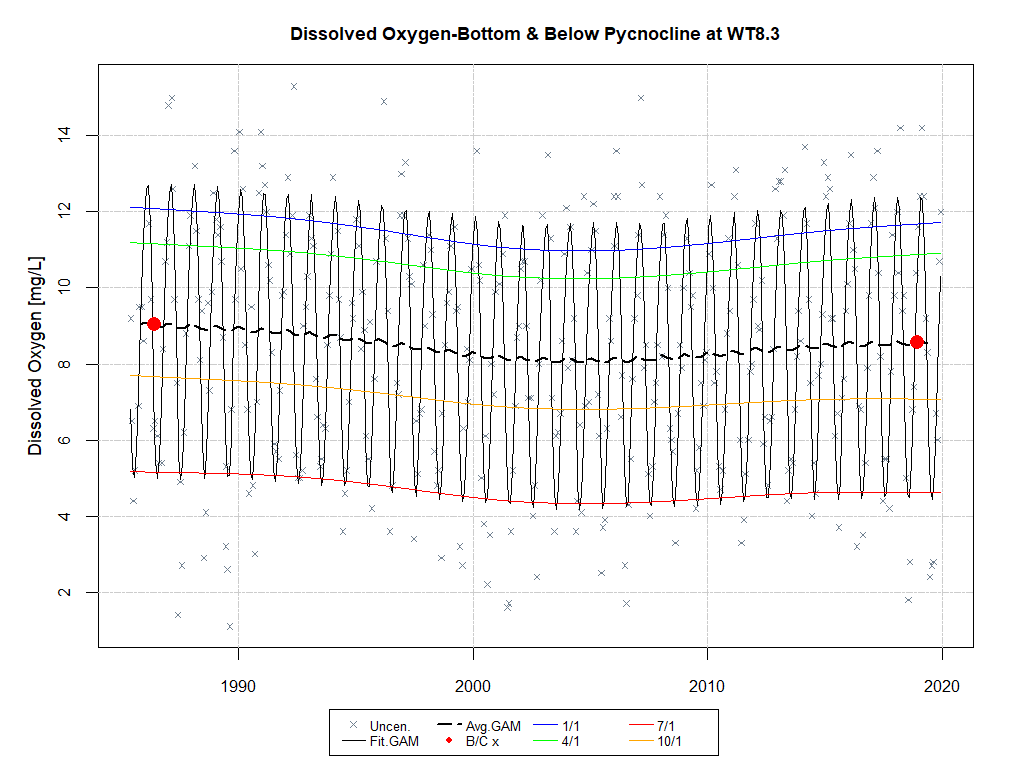 Dissolved Oxygen-Bottom & Below Pycnocline at WT8.3
Dissolved Oxygen [mg/L]
14
12
10
8
6
4
2
1990 2000 2010 2020
Uncen. Avg.GAM 1/1 7/1
Fit.GAM B/C x 4/1 10/1